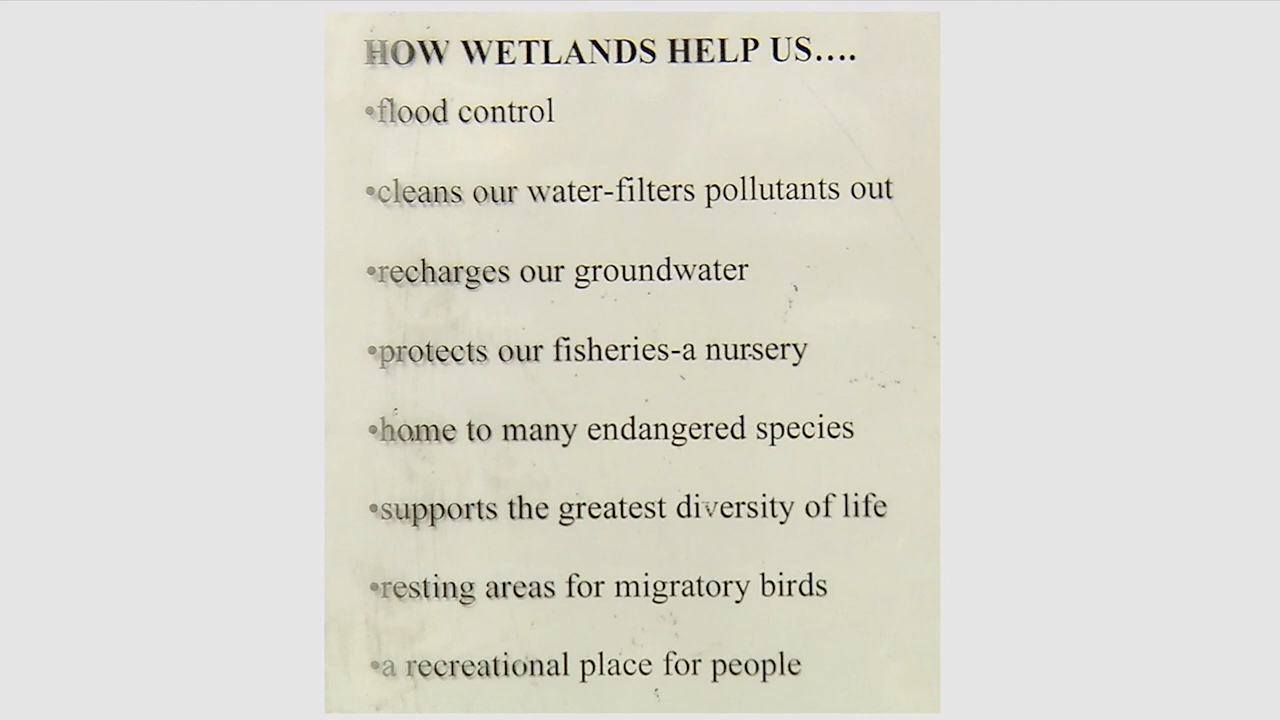 HOW WETLANDS HELP US....
•flood control
•cleans our water-filters pollutants out
•recharges our groundwater
•protects our fisheries-a nursery
•home to many endangered species
•supports the greatest diversity of life
•resting areas for migratory birds
•a recreational place for people